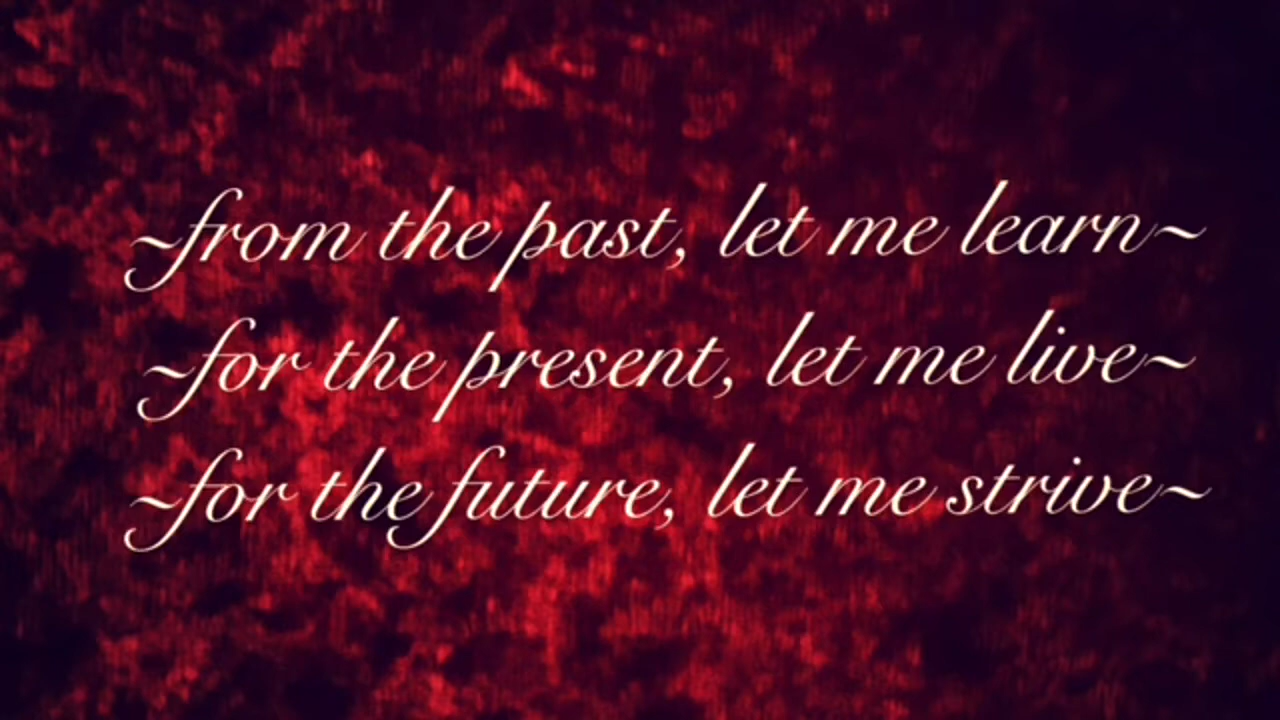 ~from the past, let me learn~
~for the present, let me live~
~for the future, let me strive~